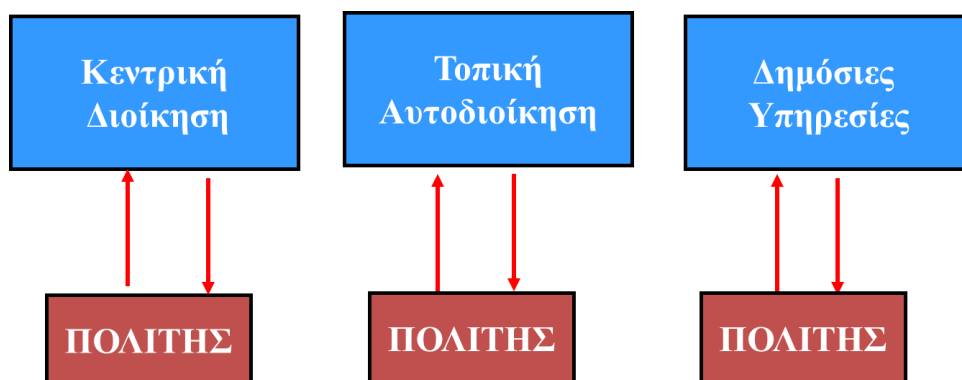 Κεντρική
Διοίκηση
Τοπική
Αυτοδιοίκηση
Δημόσιες
Υπηρεσίες
ΠΟΛΙΤΗΣ
ΠΟΛΙΤΗΣ
ΠΟΛΙΤΗΣ